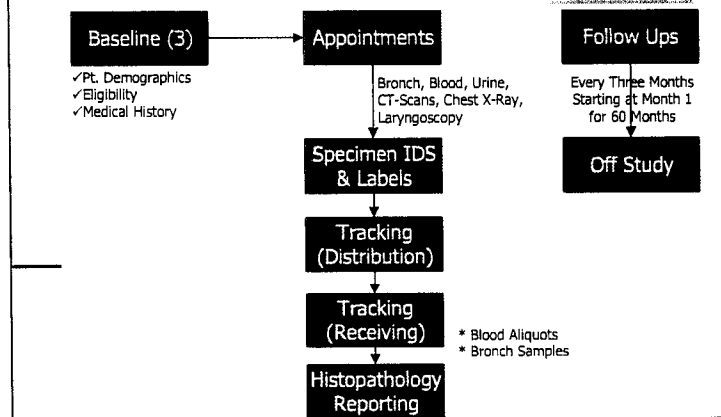 Baseline (3)
Appointments
Follow Ups
✓Pt. Demographics
✓Eligibility
✓Medical History
Bronch, Blood, Urine,
CT-Scans, Chest X-Ray,
Laryngoscopy
Every Three Months
Starting at Month 1
for 60 Months
Specimen IDS
& Labels
Off Study
Tracking
(Distribution)
Tracking
(Receiving)
* Blood Aliquots
* Bronch Samples
Histopathology
Reporting